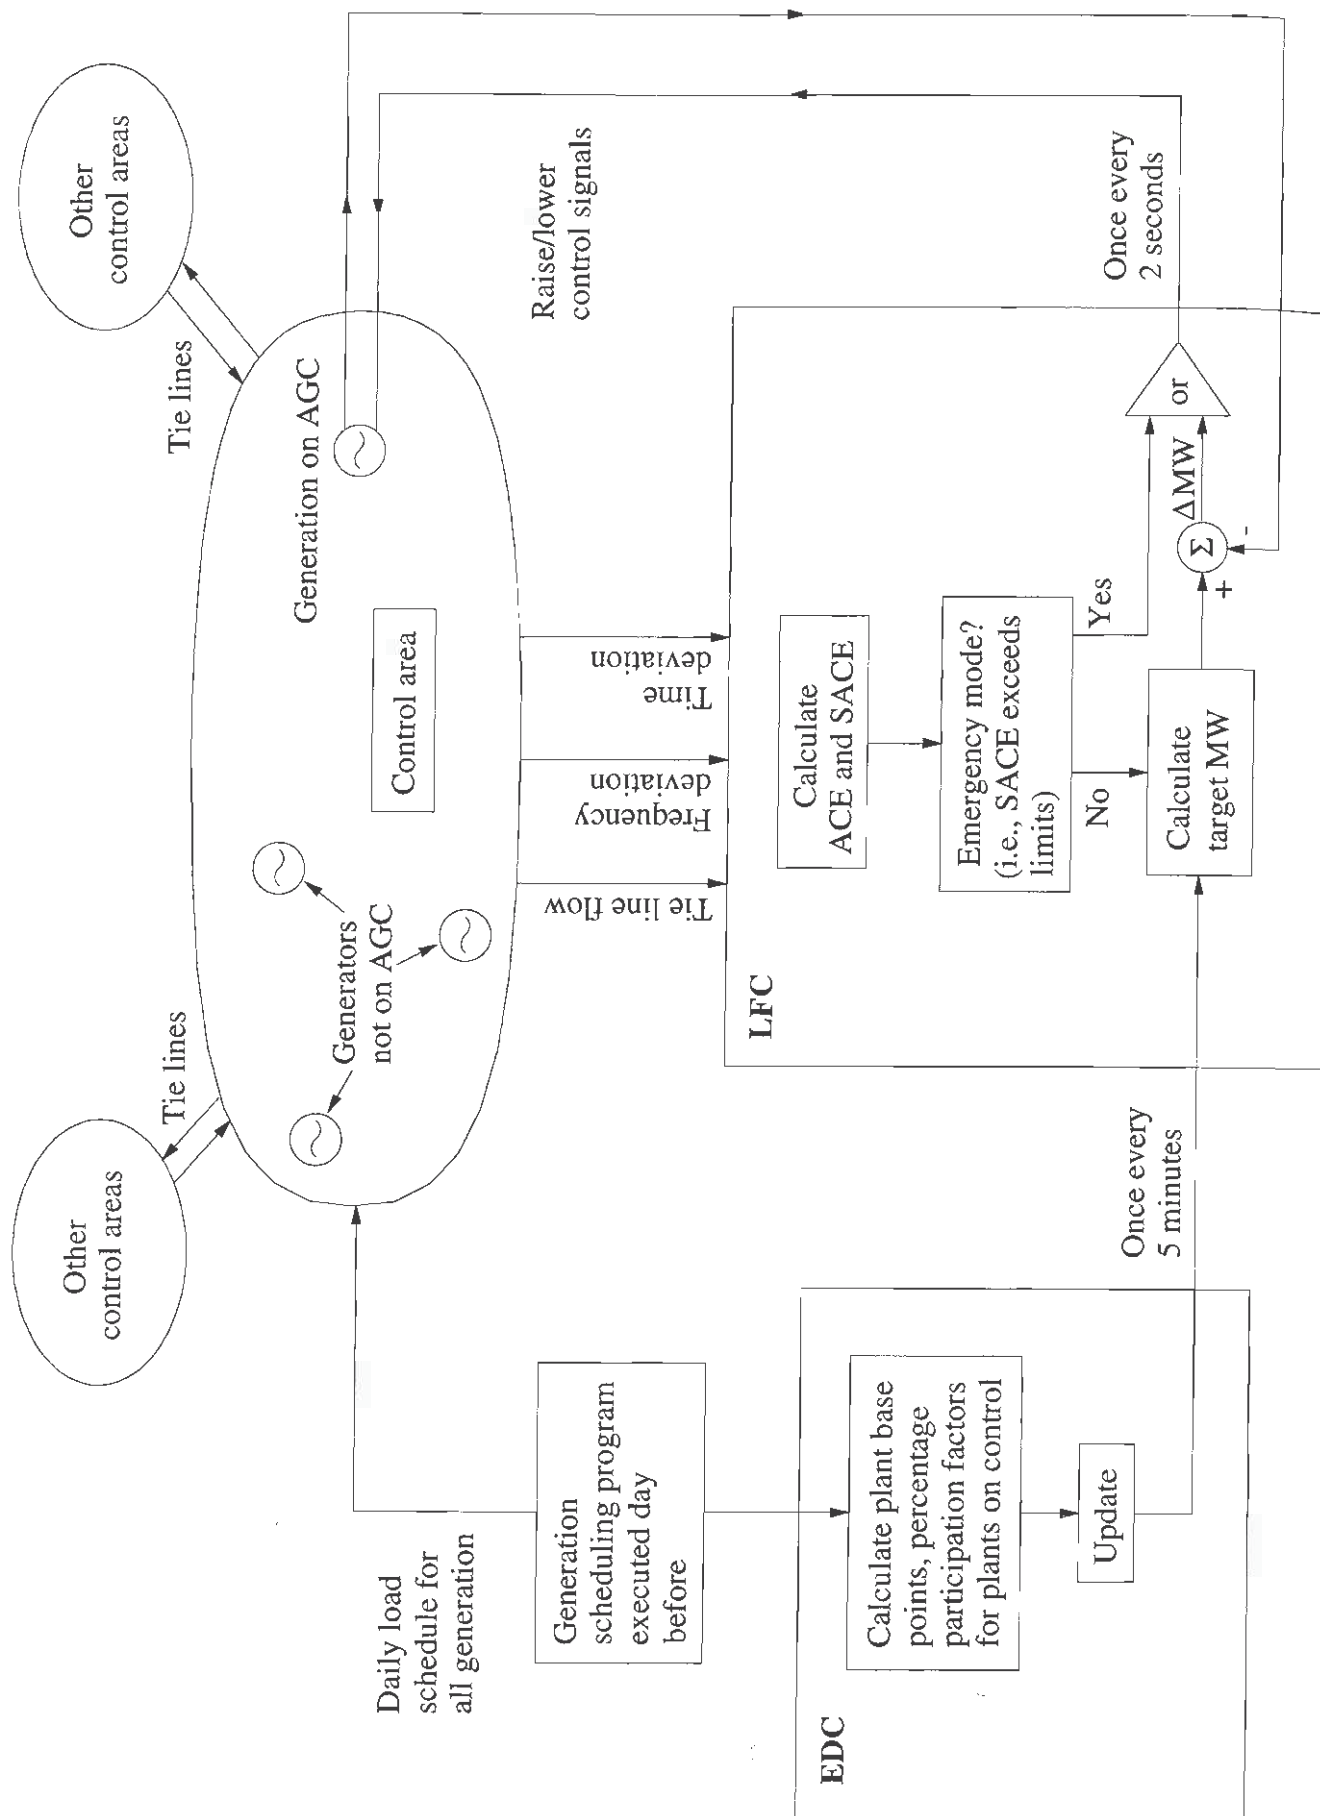 Other
control areas
Tie lines
Other
control areas
Tie lines
Generators
not on AGC
Control area
Generation on AGC
Daily load
schedule for
all generation
Generation
scheduling program
executed day
before
Tie line flow
Frequency
deviation
Time
deviation
Raise/lower
control signals
EDC
Calculate plant base
points, percentage
participation factors
for plants on control
Update
Once every
5 minutes
LFC
Calculate
ACE and SACE
Emergency mode?
(i.e., SACE exceeds
limits)
No
Yes
Calculate
target MW
+
Σ
-
ΔMW
or
Once every
2 seconds